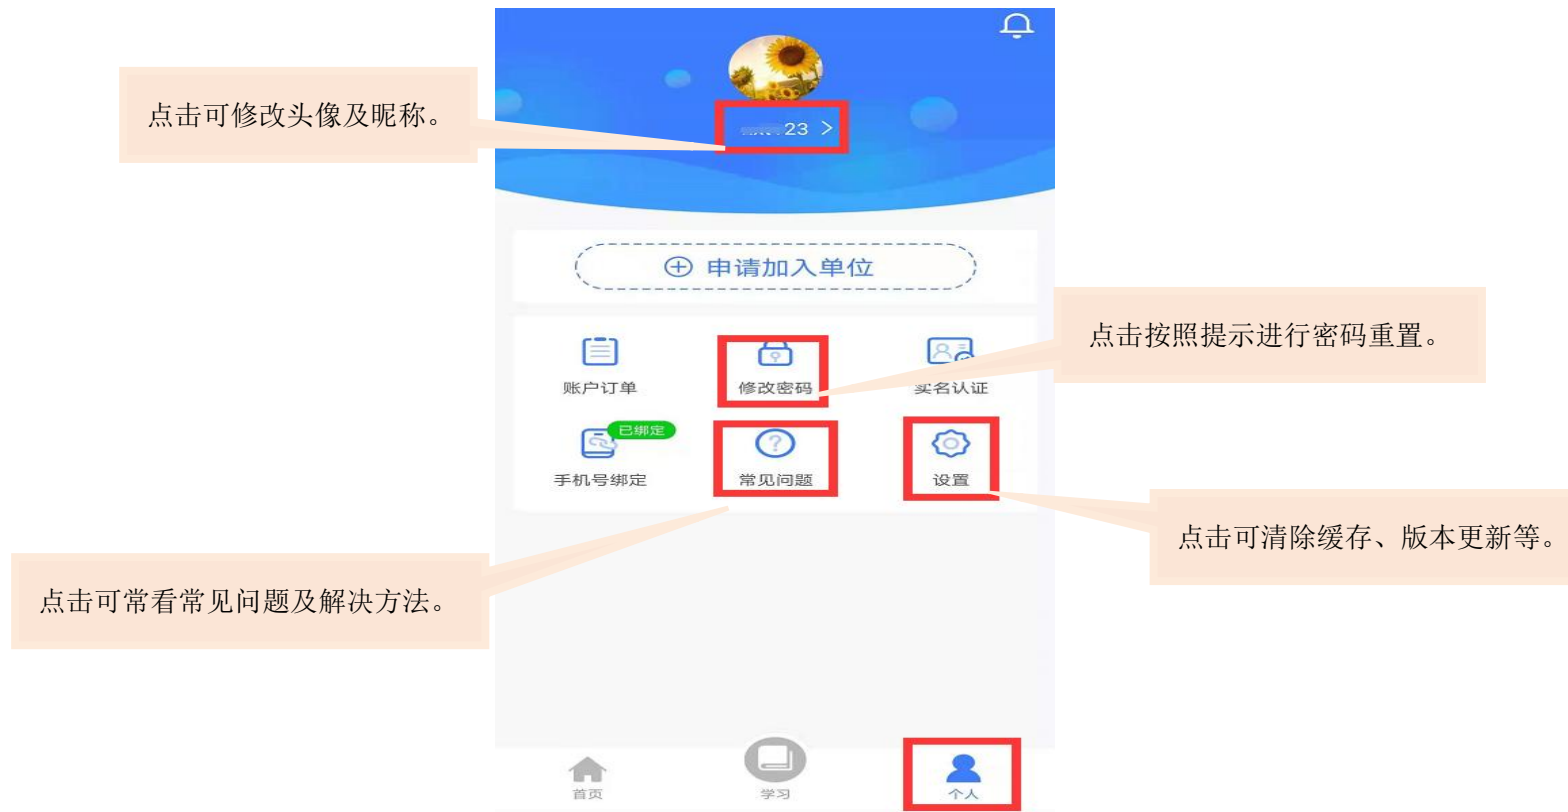 点击可修改头像及昵称。
23 >
申请加入单位
点击按照提示进行密码重置。
账户订单
修改密码
实名认证
已绑定
手机号绑定
常见问题
设置
点击可清除缓存、版本更新等。
点击可常看常见问题及解决方法。
首页
学习
个人